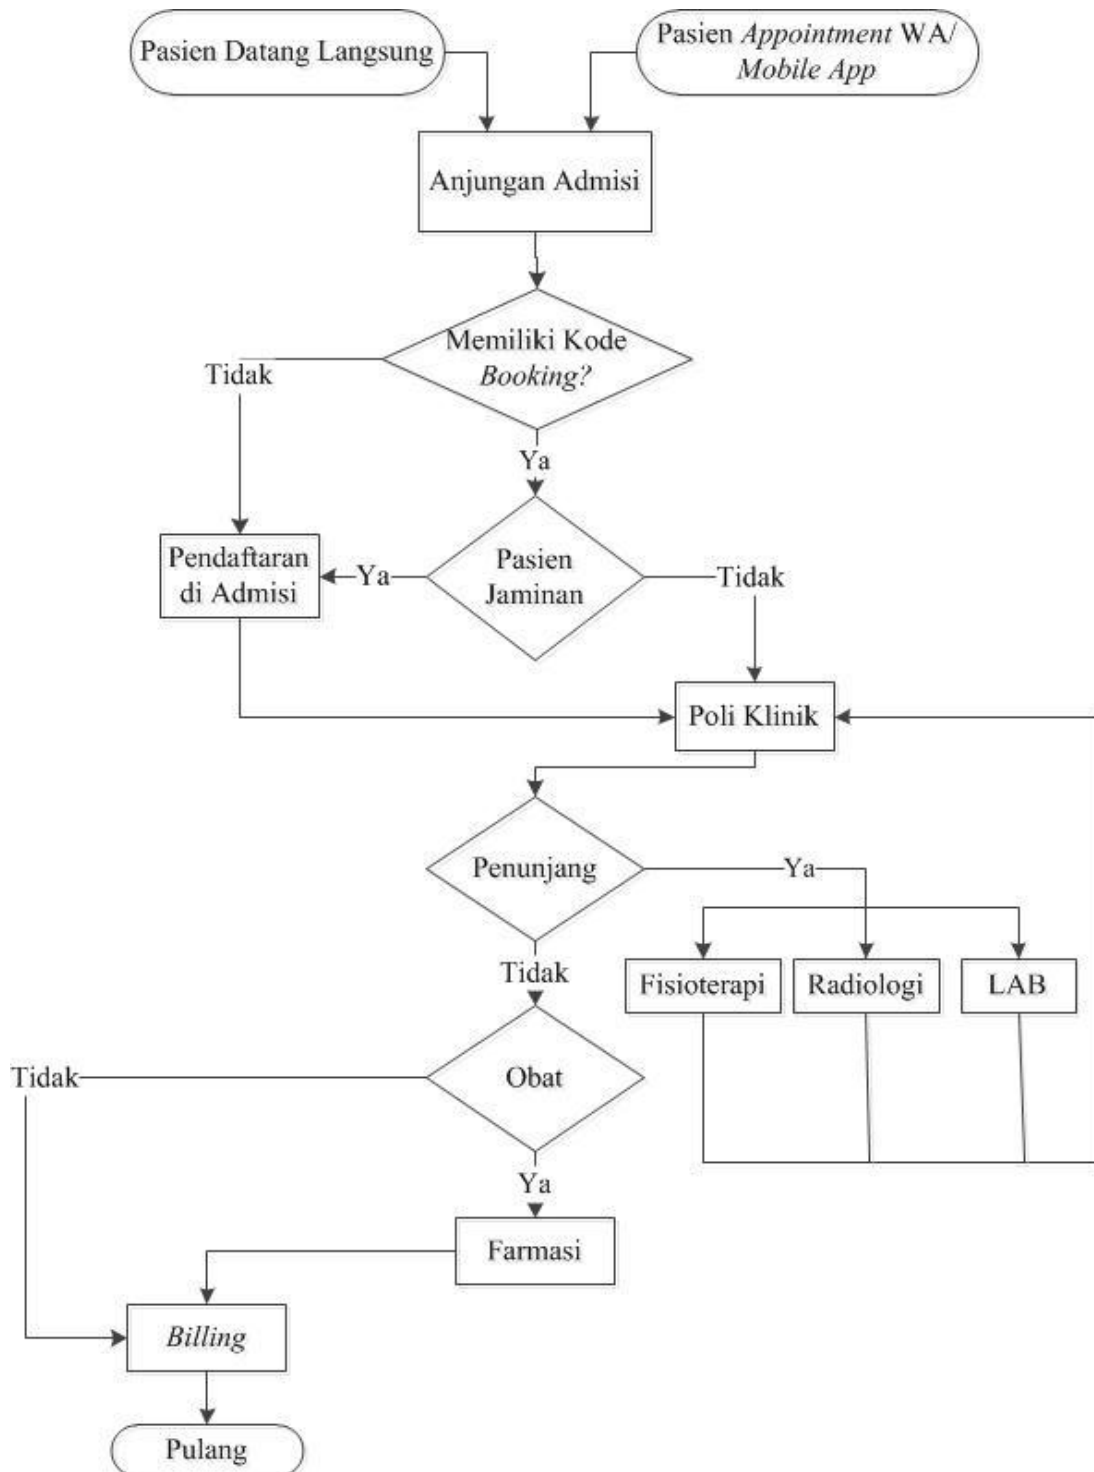 Pasien Datang Langsung
Pasien Appointment WA/
Mobile App
Anjungan Admisi
Memiliki Kode
Booking?
Tidak
Ya
Pendaftaran
di Admisi
Ya
Pasien
Jaminan
Tidak
Poli Klinik
Penunjang
Ya
Tidak
Fisioterapi
Radiologi
LAB
Obat
Tidak
Ya
Farmasi
Billing
Pulang